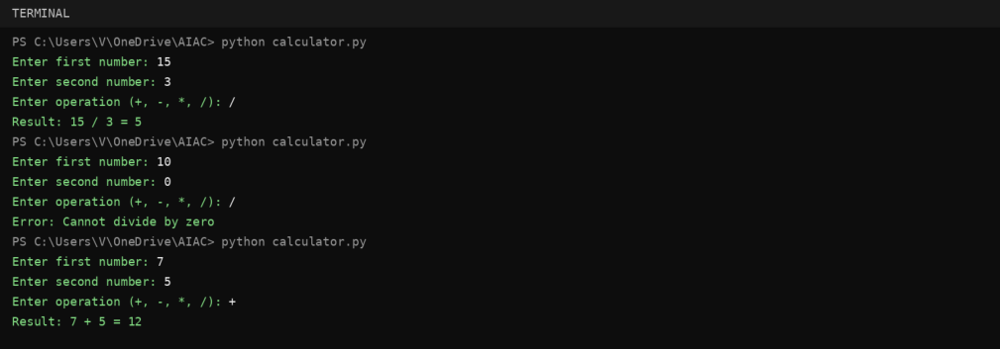 TERMINAL
PS C:\Users\V\OneDrive\AIAC> python calculator.py
Enter first number: 15
Enter second number: 3
Enter operation (+, -, *, /): /
Result: 15 / 3 = 5
PS C:\Users\V\OneDrive\AIAC> python calculator.py
Enter first number: 10
Enter second number: 0
Enter operation (+, -, *, /): /
Error: Cannot divide by zero
PS C:\Users\V\OneDrive\AIAC> python calculator.py
Enter first number: 7
Enter second number: 5
Enter operation (+, -, *, /): +
Result: 7 + 5 = 12